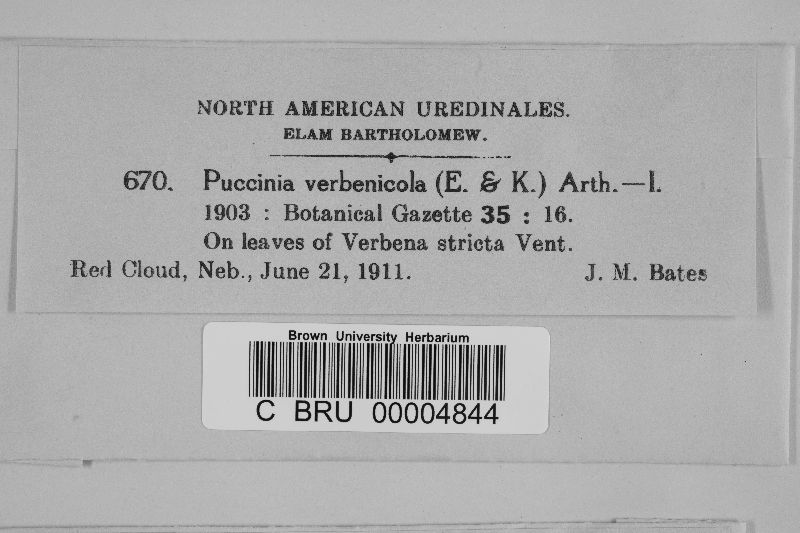 NORTH AMERICAN UREDINALES.
ELAM BARTHOLOMEW.
670. Puccinia verbenicola (E. & K.) Arth.—I.
1903 : Botanical Gazette 35 : 16.
On leaves of Verbena stricta Vent.
Red Cloud, Neb., June 21, 1911. J. M. Bates
Brown University Herbarium
C BRU 00004844